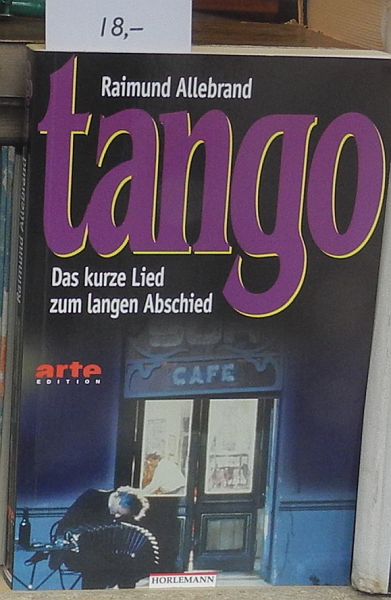 18,–
Raimund Allebrand
tango
Das kurze Lied
zum langen Abschied
arte
EDITION
CAFE
HORLEMANN
Raimund Allebrand